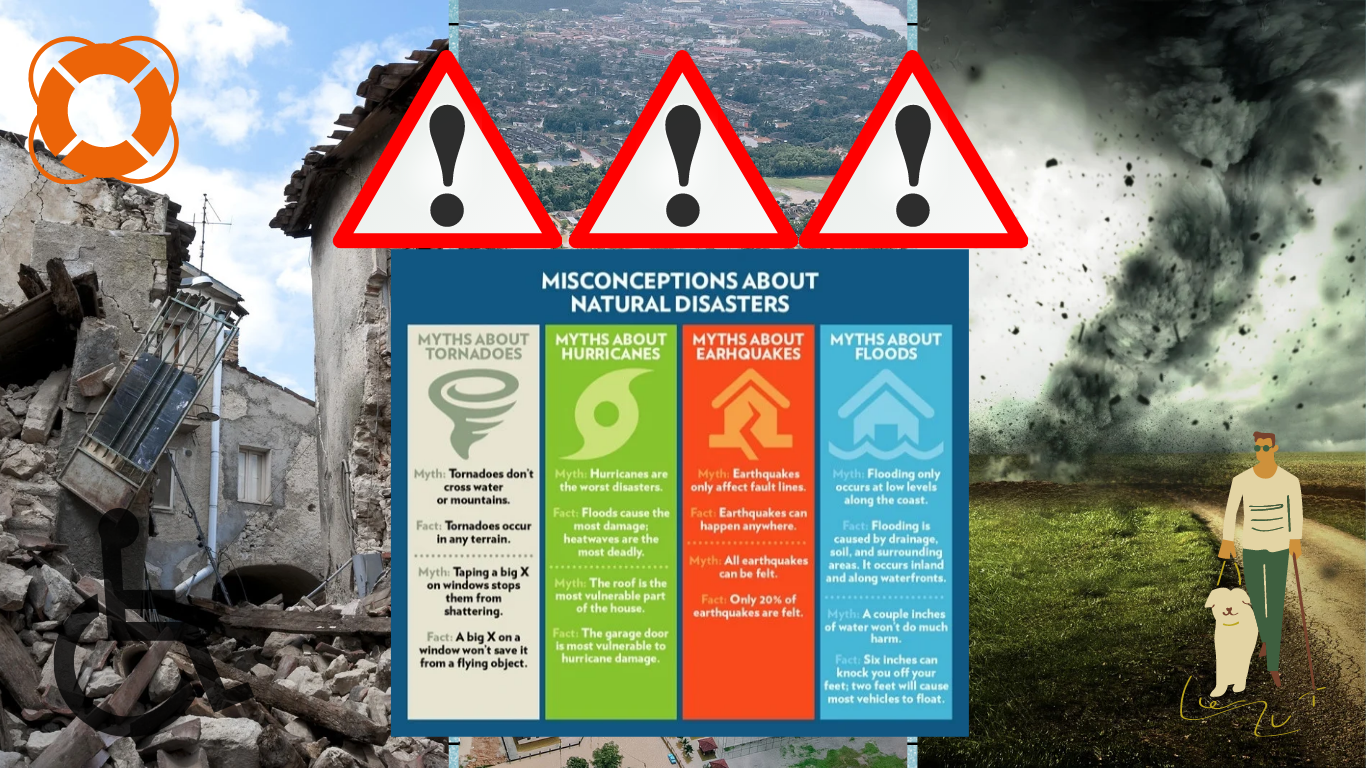 MISCONCEPTIONS ABOUT
NATURAL DISASTERS
MYTHS ABOUT
TORNADOES
Myth: Tornadoes don't
cross water
or mountains.
Fact: Tornadoes occur
in any terrain.
Myth: Taping a big X
on windows stops
them from
shattering.
Fact: A big X on a
window won't save it
from a flying object.
MYTHS ABOUT
HURRICANES
Myth: Hurricanes are
the worst disasters.
Fact: Floods cause the
most damage;
heatwaves are the
most deadly.
Myth: The roof is the
most vulnerable part
of the house.
Fact: The garage door
is most vulnerable to
hurricane damage.
MYTHS ABOUT
EARHQUAKES
Myth: Earthquakes
only affect fault lines.
Fact: Earthquakes can
happen anywhere.
Myth: All earthquakes
can be felt.
Fact: Only 20% of
earthquakes are felt.
MYTHS ABOUT
FLOODS
Myth: Flooding only
occurs at low levels
along the coast.
Fact: Flooding is
caused by drainage,
soil, and surrounding
areas. It occurs inland
and along waterfronts.
Myth: A couple inches
of water won't do much
harm.
Fact: Six inches can
knock you off your
feet; two feet will cause
most vehicles to float.